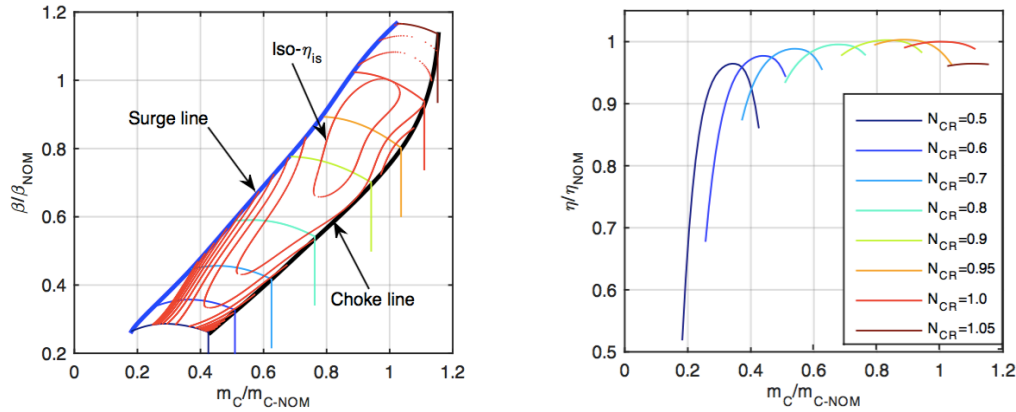 1.2
1
0.8
0.6
0.4
0.2
β/β_NOM
Iso-η_is
Surge line
Choke line
0 0.2 0.4 0.6 0.8 1.0 1.2
m_C/m_C-NOM
1.1
1
0.9
0.8
0.7
0.6
0.5
η/η_NOM
N_CR=0.5
N_CR=0.6
N_CR=0.7
N_CR=0.8
N_CR=0.9
N_CR=0.95
N_CR=1.0
N_CR=1.05
0 0.2 0.4 0.6 0.8 1 1.2
m_C/m_C-NOM